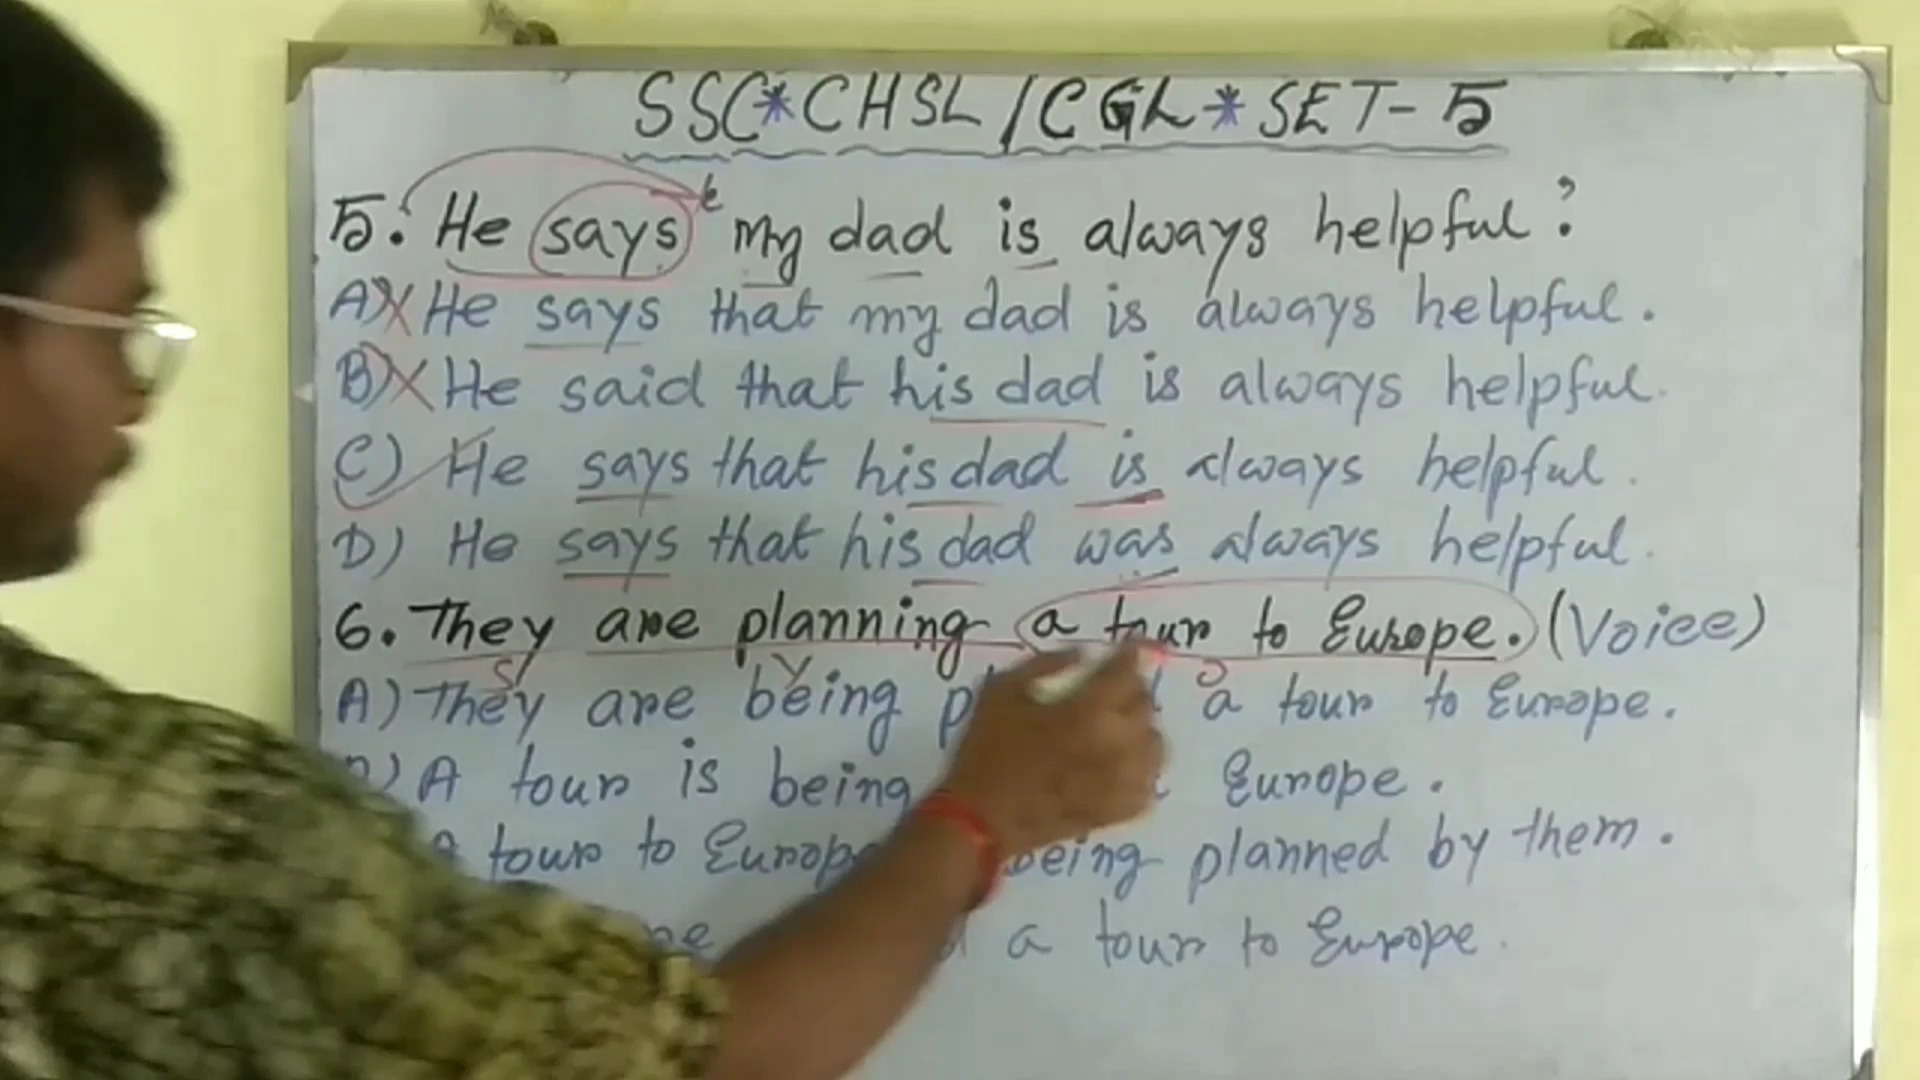 SSC*CHSL/CGL*SET-5
5. He says my dad is always helpful.
A) He says that my dad is always helpful.
B) He said that his dad is always helpful.
C) He says that his dad is always helpful.
D) He says that his dad was always helpful.
6. They are planning a tour to Europe. (Voice)
S V O
A) They are being a tour to Europe.
A tour is being Europe.
tour to being planned by them.
a tour to Europe.